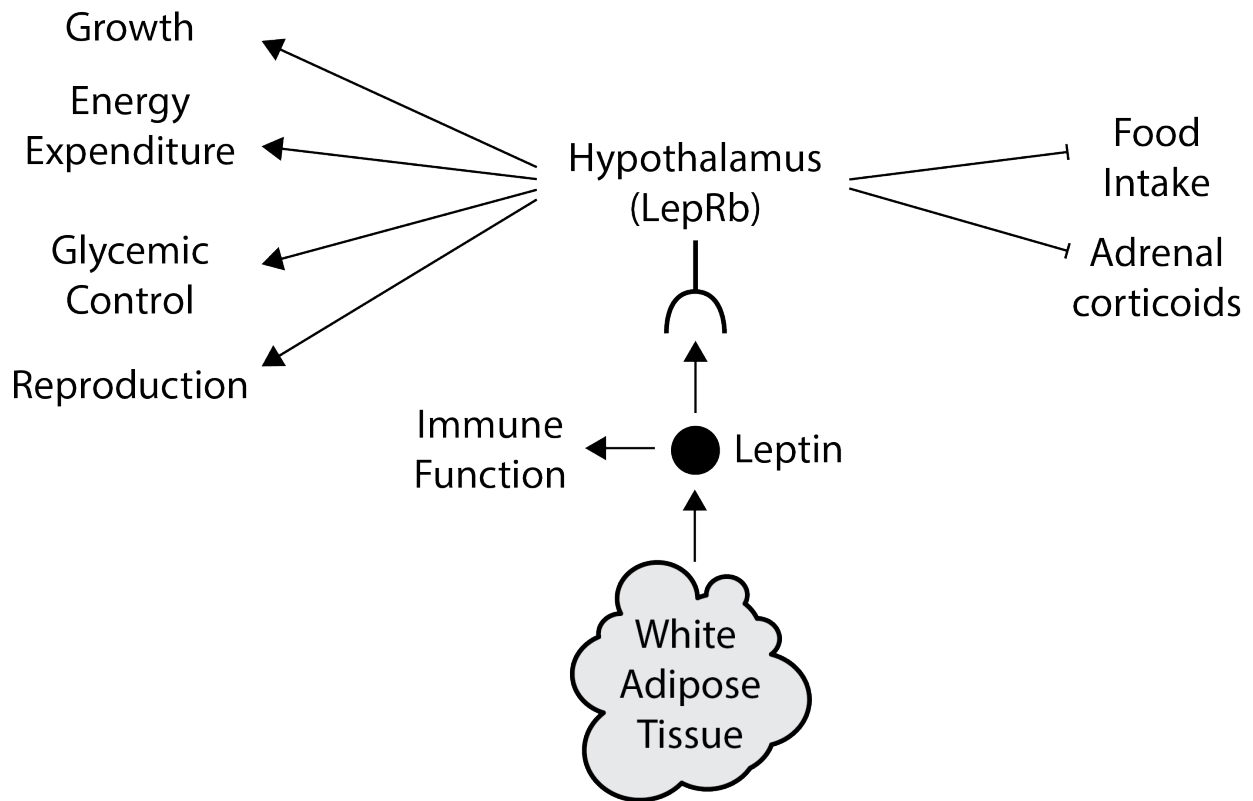 Growth
Energy
Expenditure
Glycemic
Control
Reproduction
Hypothalamus
(LepRb)
Food
Intake
Adrenal
corticoids
Immune
Function
Leptin
White
Adipose
Tissue